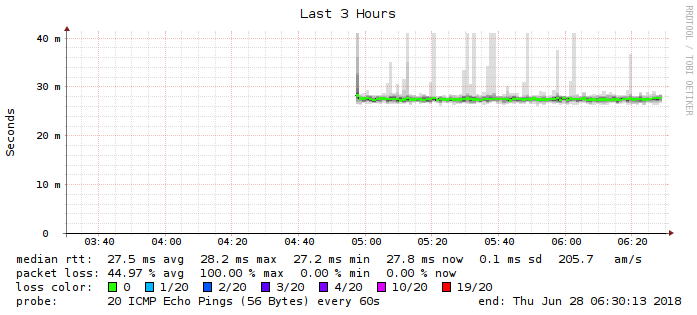 Last 3 Hours
RRDTOOL / TOBI OETIKER
Seconds
40 m
30 m
20 m
10 m
0
03:40 04:00 04:20 04:40 05:00 05:20 05:40 06:00 06:20
median rtt: 27.5 ms avg 28.2 ms max 27.2 ms min 27.8 ms now 0.1 ms sd 205.7 am/s
packet loss: 44.97 % avg 100.00 % max 0.00 % min 0.00 % now
loss color: 0 1/20 2/20 3/20 4/20 10/20 19/20
probe: 20 ICMP Echo Pings (56 Bytes) every 60s end: Thu Jun 28 06:30:13 2018